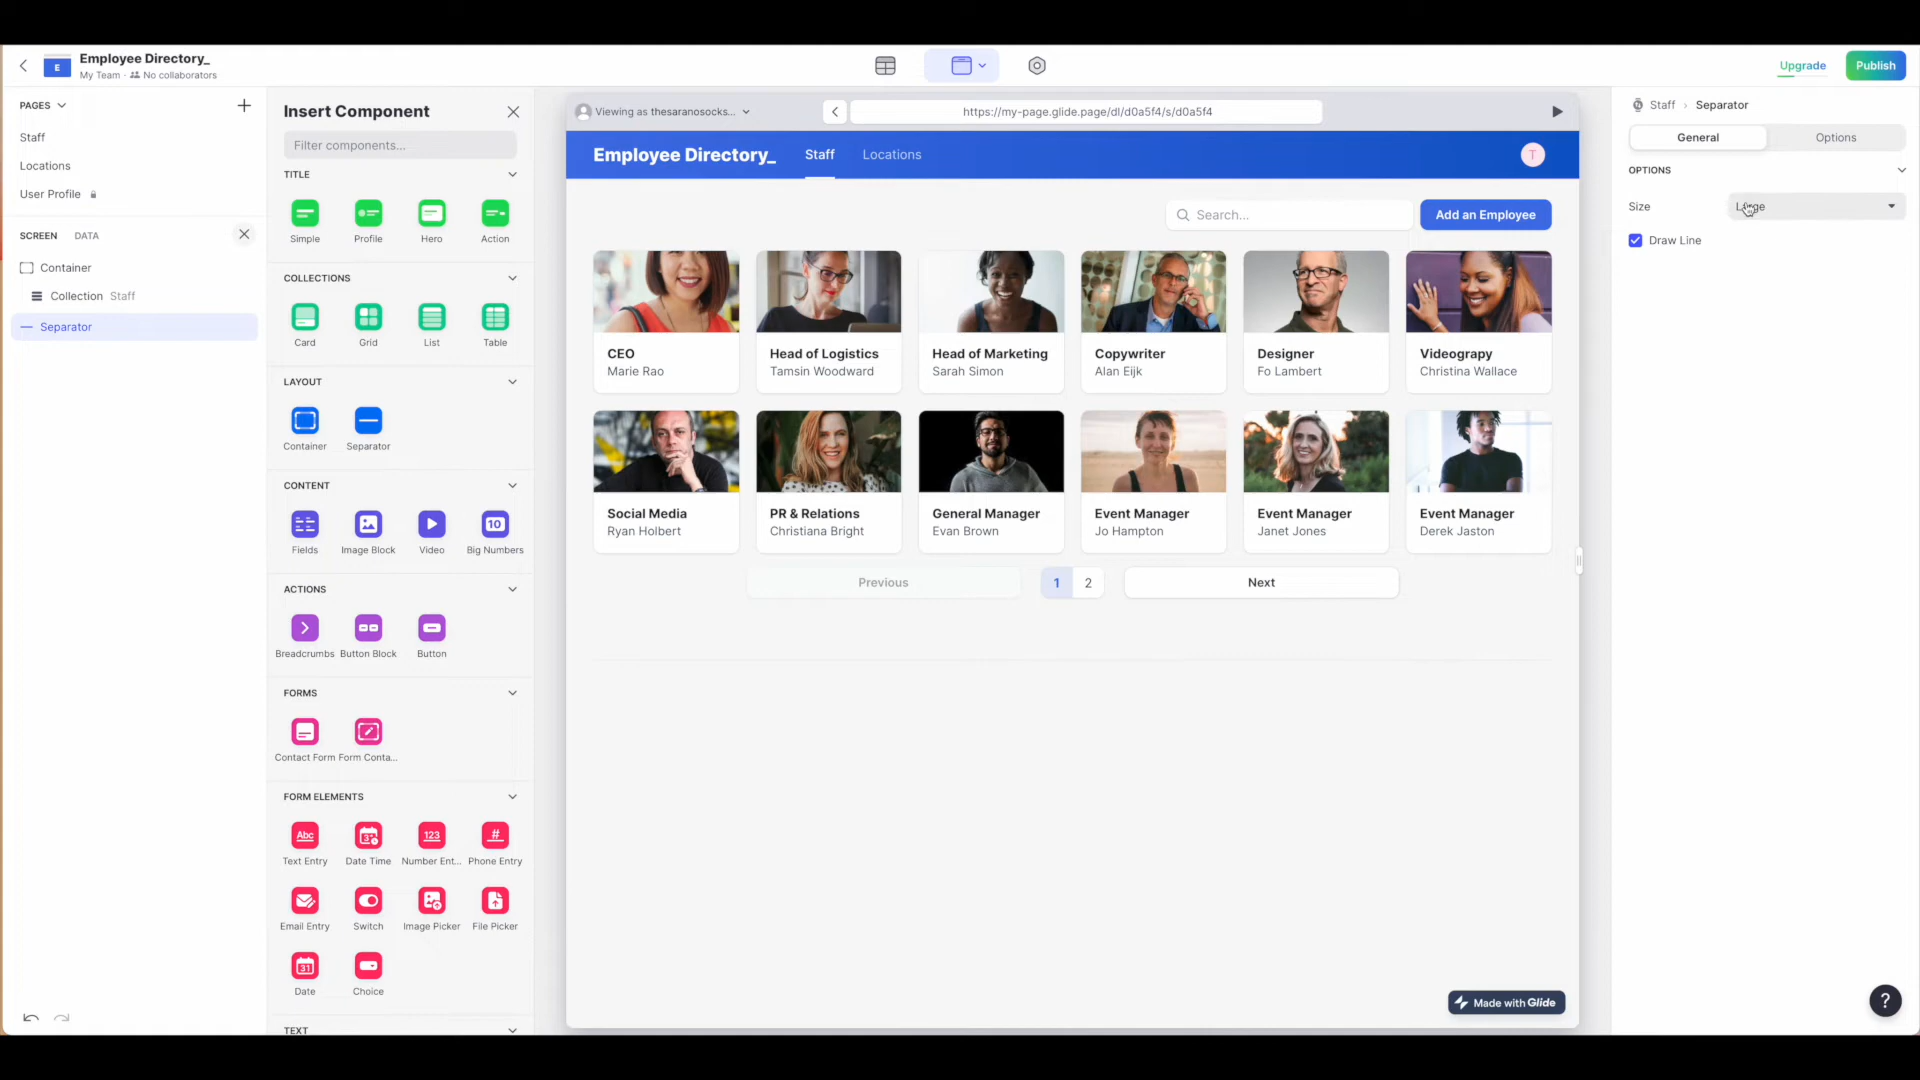 E
Employee Directory_
My Team · No collaborators
Upgrade
Publish
PAGES
Staff
Locations
User Profile
SCREEN
DATA
Container
Collection Staff
Separator
Insert Component
Filter components...
TITLE
Simple
Profile
Hero
Action
COLLECTIONS
Card
Grid
List
Table
LAYOUT
Container
Separator
CONTENT
10
Fields
Image Block
Video
Big Numbers
ACTIONS
Breadcrumbs
Button Block
Button
FORMS
Contact Form
Form Conta...
FORM ELEMENTS
Abc
123
#
Text Entry
Date Time
Number Ent...
Phone Entry
Email Entry
Switch
Image Picker
File Picker
31
Date
Choice
TEXT
Viewing as thesaranosocks...
https://my-page.glide.page/dl/d0a5f4/s/d0a5f4
Employee Directory_
Staff
Locations
T
Search...
Add an Employee
CEO
Marie Rao
Head of Logistics
Tamsin Woodward
Head of Marketing
Sarah Simon
Copywriter
Alan Eijk
Designer
Fo Lambert
Videograpy
Christina Wallace
Social Media
Ryan Holbert
PR & Relations
Christiana Bright
General Manager
Evan Brown
Event Manager
Jo Hampton
Event Manager
Janet Jones
Event Manager
Derek Jaston
Previous
1
2
Next
Made with Glide
Staff › Separator
General
Options
OPTIONS
Size
Large
Draw Line
?